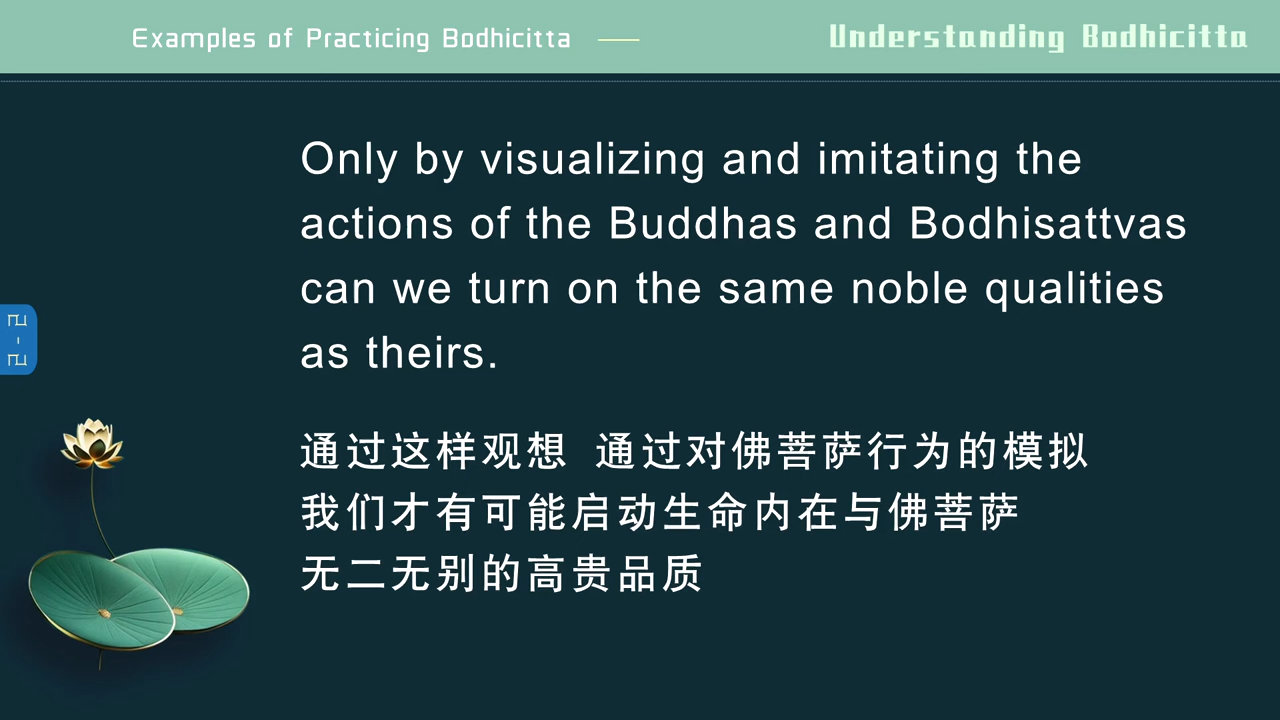 Examples of Practicing Bodhicitta
Understanding Bodhicitta
Only by visualizing and imitating the
actions of the Buddhas and Bodhisattvas
can we turn on the same noble qualities
as theirs.
通过这样观想 通过对佛菩萨行为的模拟
我们才有可能启动生命内在与佛菩萨
无二无别的高贵品质